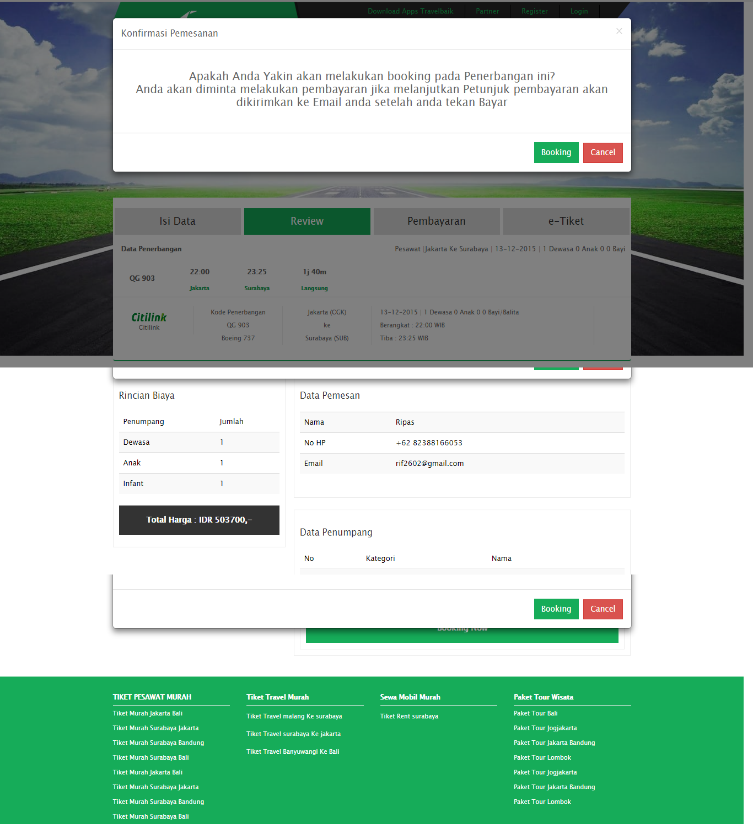 Download Apps Travelbaik Partner Register Login
Konfirmasi Pemesanan ×
Apakah Anda Yakin akan melakukan booking pada Penerbangan ini?
Anda akan diminta melakukan pembayaran jika melanjutkan Petunjuk pembayaran akan
dikirimkan ke Email anda setelah anda tekan Bayar
Booking Cancel
Isi Data Review Pembayaran e-Tiket
Data Penerbangan Pesawat |Jakarta Ke Surabaya | 13-12-2015 | 1 Dewasa 0 Anak 0 0 Bayi
QG 903 22:00 23:25 1j 40m
Jakarta Surabaya Langsung
Citilink Kode Penerbangan Jakarta (CGK) 13-12-2015 | 1 Dewasa 0 Anak 0 0 Bayi Balita
Citilink QG 903 ke Berangkat : 22:00 WIB
Boeing 737 Surabaya (SUB) Tiba : 23:25 WIB
Rincian Biaya
Penumpang Jumlah
Dewasa 1
Anak 1
Infant 1
Total Harga : IDR 503700,-
Data Pemesan
Nama Ripas
No HP +62 82388166053
Email rif2602@gmail.com
Data Penumpang
No Kategori Nama
Booking Cancel
Booking Now
TIKET PESAWAT MURAH
Tiket Murah Jakarta Bali
Tiket Murah Surabaya Jakarta
Tiket Murah Surabaya Bandung
Tiket Murah Surabaya Bali
Tiket Murah Jakarta Bali
Tiket Murah Surabaya Jakarta
Tiket Murah Surabaya Bandung
Tiket Murah Surabaya Bali
Tiket Travel Murah
Tiket Travel malang Ke surabaya
Tiket Travel surabaya Ke jakarta
Tiket Travel Banyuwangi Ke Bali
Sewa Mobil Murah
Tiket Rent surabaya
Paket Tour Wisata
Paket Tour Bali
Paket Tour Jogjakarta
Paket Tour Jakarta Bandung
Paket Tour Lombok
Paket Tour Jogjakarta
Paket Tour Jakarta Bandung
Paket Tour Lombok